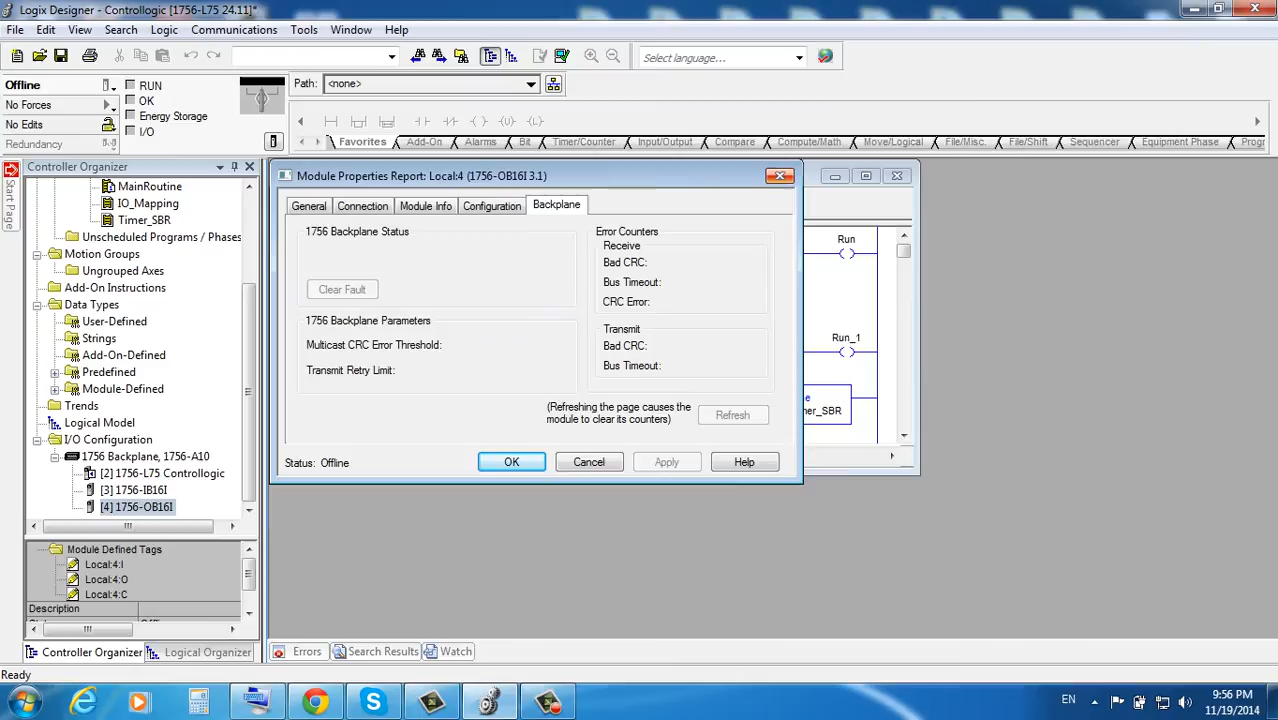 Logix Designer - Controllogic [1756-L75 24.11]*
File Edit View Search Logic Communications Tools Window Help
Select language...
Offline
RUN
Path: <none>
No Forces
OK
No Edits
Energy Storage
Redundancy
I/O
Favorites Add-On Alarms Bit Timer/Counter Input/Output Compare Compute/Math Move/Logical File/Misc. File/Shift Sequencer Equipment Phase Progr
Start Page
Controller Organizer
MainRoutine
IO_Mapping
Timer_SBR
Unscheduled Programs / Phases
Motion Groups
Ungrouped Axes
Add-On Instructions
Data Types
User-Defined
Strings
Add-On-Defined
Predefined
Module-Defined
Trends
Logical Model
I/O Configuration
1756 Backplane, 1756-A10
[2] 1756-L75 Controllogic
[3] 1756-IB16I
[4] 1756-OB16I
Module Defined Tags
Local:4:I
Local:4:O
Local:4:C
Description
Controller Organizer Logical Organizer
Module Properties Report: Local:4 (1756-OB16I 3.1)
General Connection Module Info Configuration Backplane
1756 Backplane Status
Clear Fault
1756 Backplane Parameters
Multicast CRC Error Threshold:
Transmit Retry Limit:
Error Counters
Receive
Bad CRC:
Bus Timeout:
CRC Error:
Transmit
Bad CRC:
Bus Timeout:
(Refreshing the page causes the
module to clear its counters)
Refresh
Status: Offline
OK Cancel Apply Help
Run
Run_1
e
ner_SBR
Errors Search Results Watch
Ready
EN
9:56 PM
11/19/2014